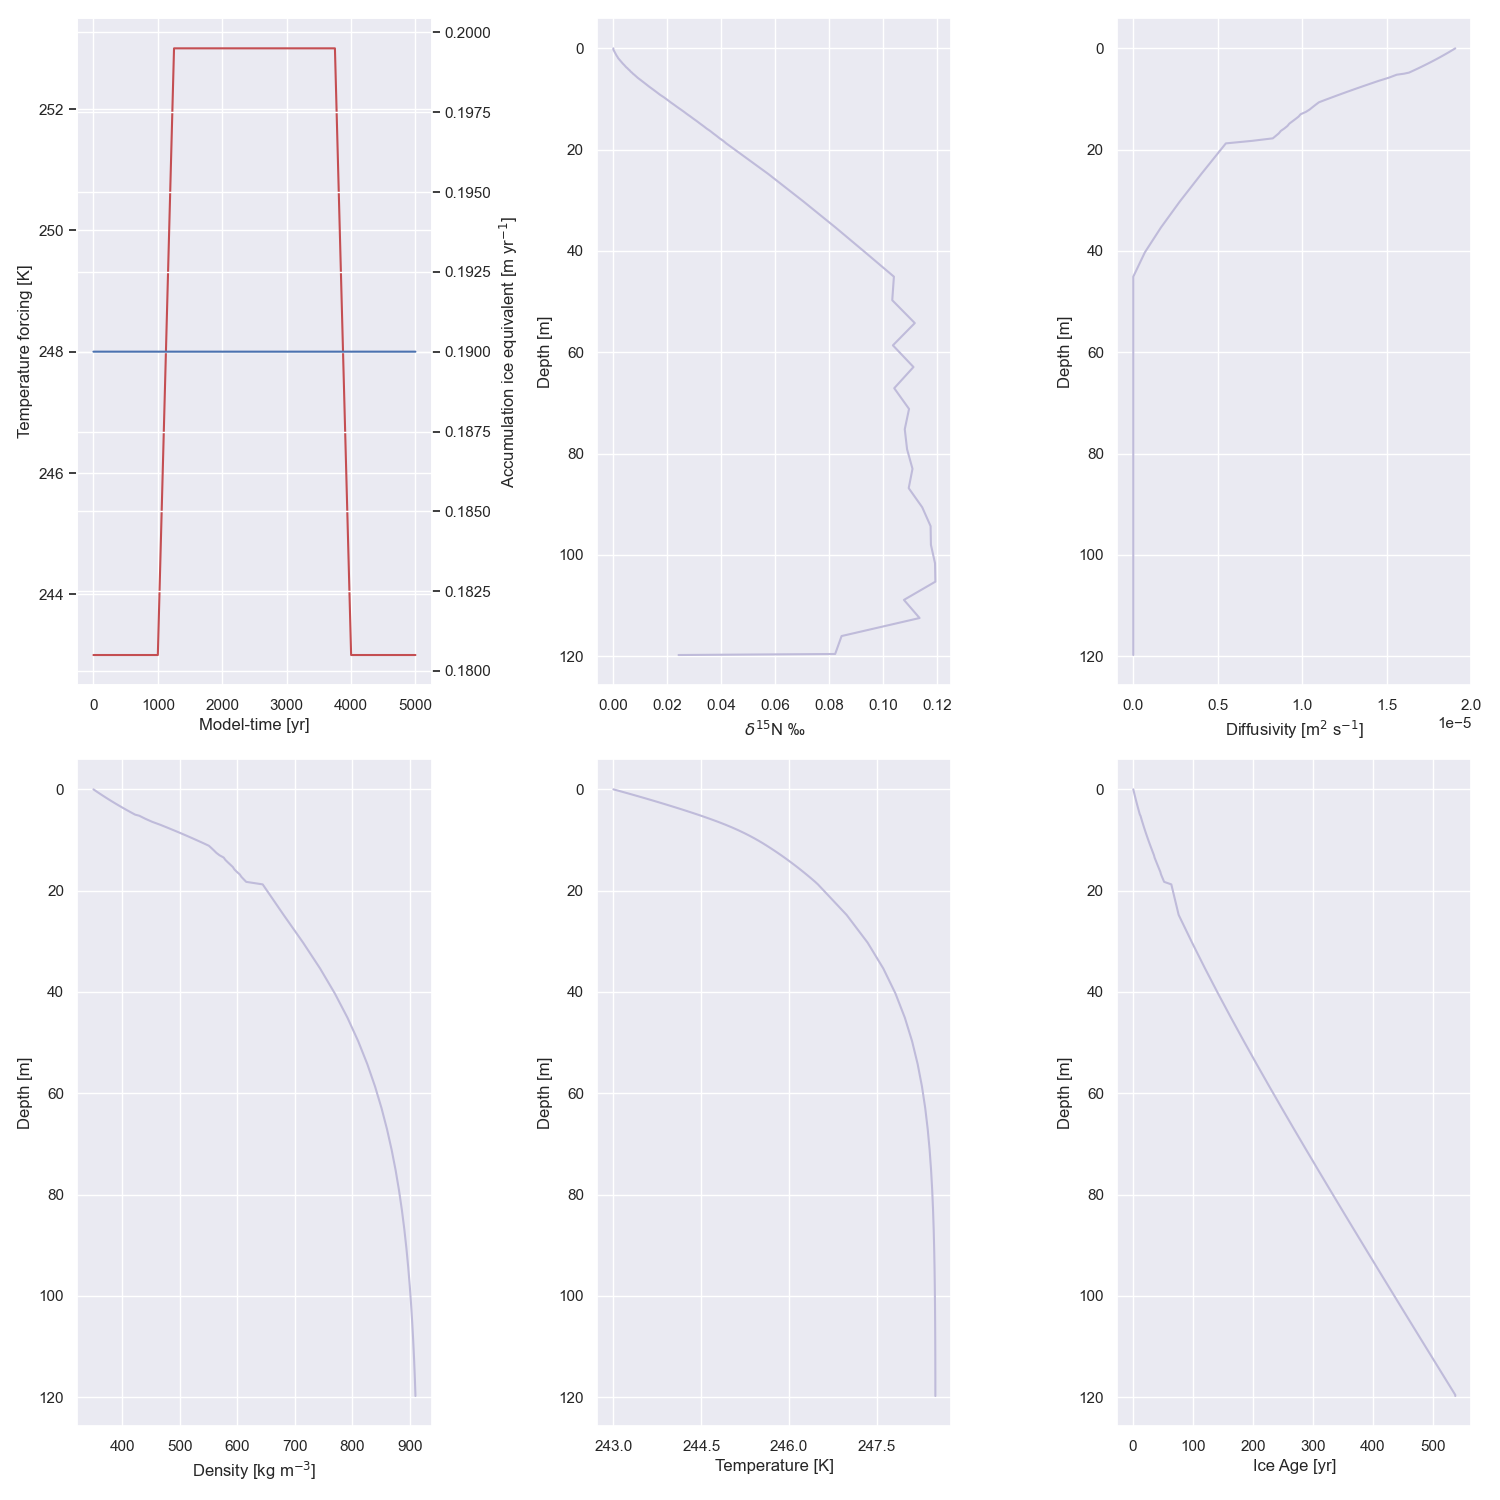 252
250
248
246
244
Temperature forcing [K]
0.2000
0.1975
0.1950
0.1925
0.1900
0.1875
0.1850
0.1825
0.1800
Accumulation ice equivalent [m yr⁻¹]
0 1000 2000 3000 4000 5000
Model-time [yr]
0
20
40
60
80
100
120
Depth [m]
0.00 0.02 0.04 0.06 0.08 0.10 0.12
δ¹⁵N ‰
0
20
40
60
80
100
120
Depth [m]
0.0 0.5 1.0 1.5 2.0
1e−5
Diffusivity [m² s⁻¹]
0
20
40
60
80
100
120
Depth [m]
400 500 600 700 800 900
Density [kg m⁻³]
0
20
40
60
80
100
120
Depth [m]
243.0 244.5 246.0 247.5
Temperature [K]
0
20
40
60
80
100
120
Depth [m]
0 100 200 300 400 500
Ice Age [yr]